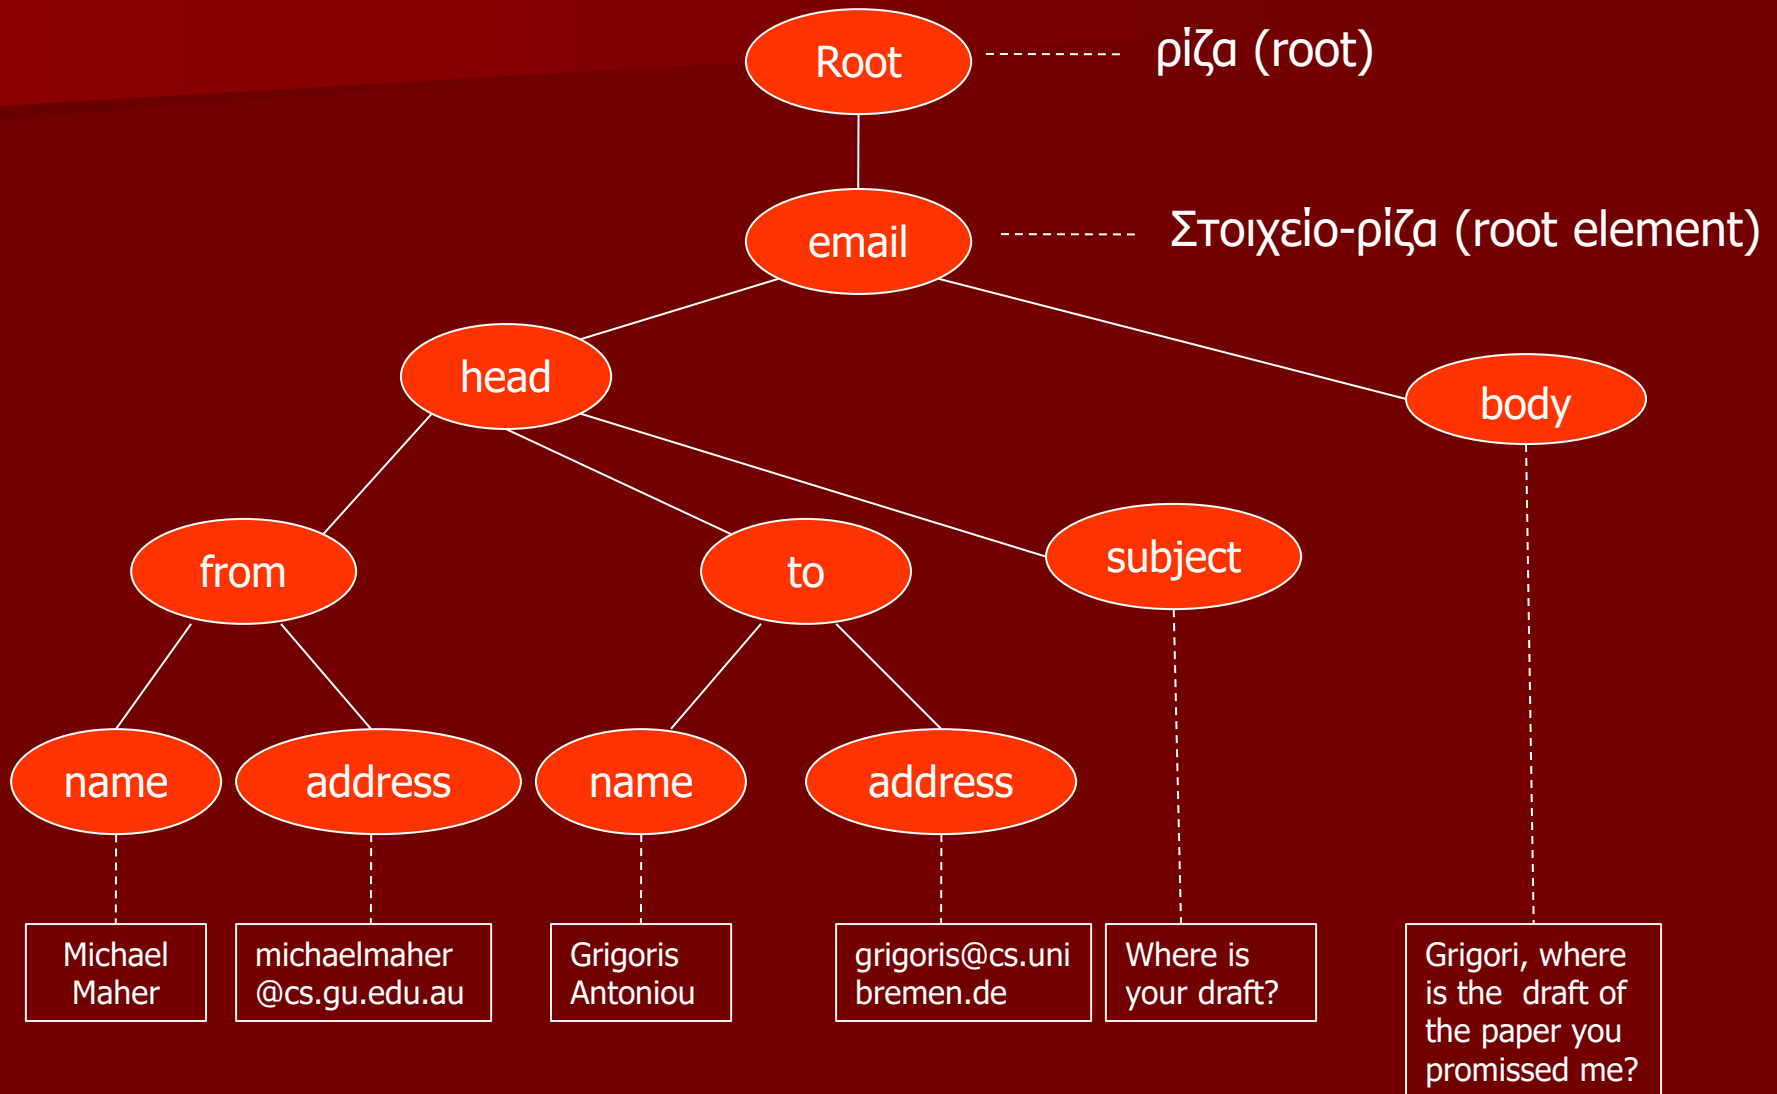 Root
ρίζα (root)
email
Στοιχείο-ρίζα (root element)
head
body
from
to
subject
name
address
name
address
Michael
Maher
michaelmaher
@cs.gu.edu.au
Grigoris
Antoniou
grigoris@cs.uni
bremen.de
Where is
your draft?
Grigori, where
is the draft of
the paper you
promissed me?